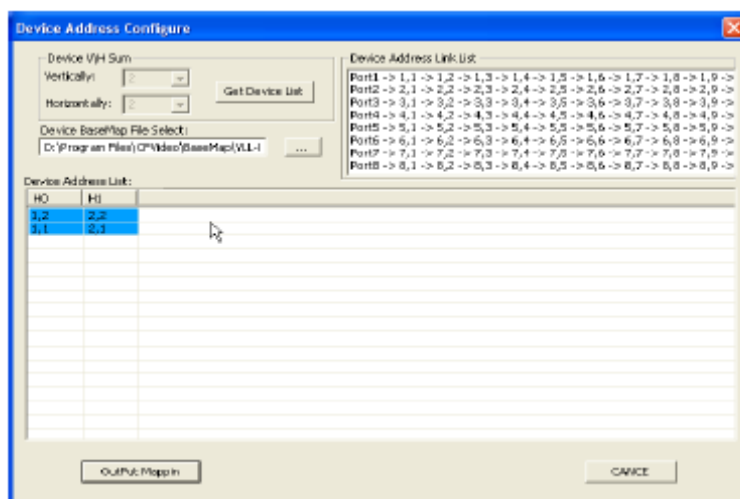 Device Address Configure
Device V|H Sum
Vertically: 2
Horizontally: 2
Get Device List
Device BaseMap File Select:
D:\Program Files\CPVideo\BaseMap\VLL-I
...
Device Address Link List
Port1 -> 1,1 -> 1,2 -> 1,3 -> 1,4 -> 1,5 -> 1,6 -> 1,7 -> 1,8 -> 1,9 ->
Port2 -> 2,1 -> 2,2 -> 2,3 -> 2,4 -> 2,5 -> 2,6 -> 2,7 -> 2,8 -> 2,9 ->
Port3 -> 3,1 -> 3,2 -> 3,3 -> 3,4 -> 3,5 -> 3,6 -> 3,7 -> 3,8 -> 3,9 ->
Port4 -> 4,1 -> 4,2 -> 4,3 -> 4,4 -> 4,5 -> 4,6 -> 4,7 -> 4,8 -> 4,9 ->
Port5 -> 5,1 -> 5,2 -> 5,3 -> 5,4 -> 5,5 -> 5,6 -> 5,7 -> 5,8 -> 5,9 ->
Port6 -> 6,1 -> 6,2 -> 6,3 -> 6,4 -> 6,5 -> 6,6 -> 6,7 -> 6,8 -> 6,9 ->
Port7 -> 7,1 -> 7,2 -> 7,3 -> 7,4 -> 7,5 -> 7,6 -> 7,7 -> 7,8 -> 7,9 ->
Port8 -> 8,1 -> 8,2 -> 8,3 -> 8,4 -> 8,5 -> 8,6 -> 8,7 -> 8,8 -> 8,9 ->
Device Address List:
H0 H1
1,2 2,2
1,1 2,1
OutPut Mappin
CANCE